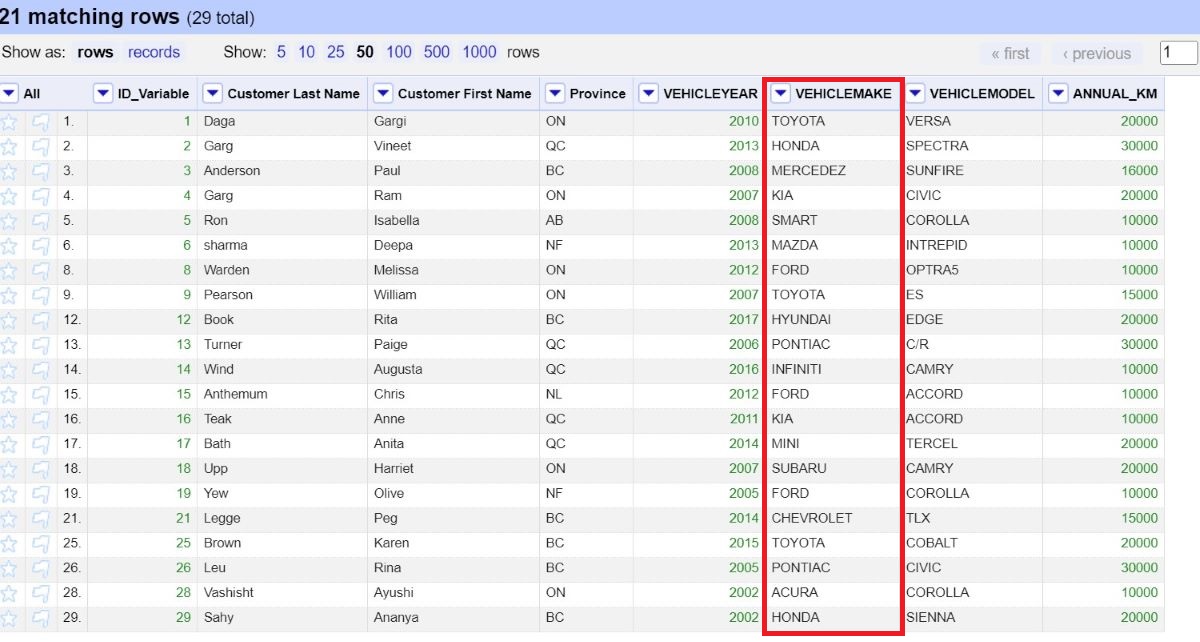 21 matching rows (29 total)
Show as: rows records Show: 5 10 25 50 100 500 1000 rows « first ‹ previous 1
All ID_Variable Customer Last Name Customer First Name Province VEHICLEYEAR VEHICLEMAKE VEHICLEMODEL ANNUAL_KM
1. 1 Daga Gargi ON 2010 TOYOTA VERSA 20000
2. 2 Garg Vineet QC 2013 HONDA SPECTRA 30000
3. 3 Anderson Paul BC 2008 MERCEDEZ SUNFIRE 16000
4. 4 Garg Ram ON 2007 KIA CIVIC 20000
5. 5 Ron Isabella AB 2008 SMART COROLLA 10000
6. 6 sharma Deepa NF 2013 MAZDA INTREPID 10000
8. 8 Warden Melissa ON 2012 FORD OPTRA5 10000
9. 9 Pearson William ON 2007 TOYOTA ES 15000
12. 12 Book Rita BC 2017 HYUNDAI EDGE 20000
13. 13 Turner Paige QC 2006 PONTIAC C/R 30000
14. 14 Wind Augusta QC 2016 INFINITI CAMRY 10000
15. 15 Anthemum Chris NL 2012 FORD ACCORD 10000
16. 16 Teak Anne QC 2011 KIA ACCORD 10000
17. 17 Bath Anita QC 2014 MINI TERCEL 20000
18. 18 Upp Harriet ON 2007 SUBARU CAMRY 20000
19. 19 Yew Olive NF 2005 FORD COROLLA 10000
21. 21 Legge Peg BC 2014 CHEVROLET TLX 15000
25. 25 Brown Karen BC 2015 TOYOTA COBALT 20000
26. 26 Leu Rina BC 2005 PONTIAC CIVIC 30000
28. 28 Vashisht Ayushi ON 2002 ACURA COROLLA 10000
29. 29 Sahy Ananya BC 2002 HONDA SIENNA 20000